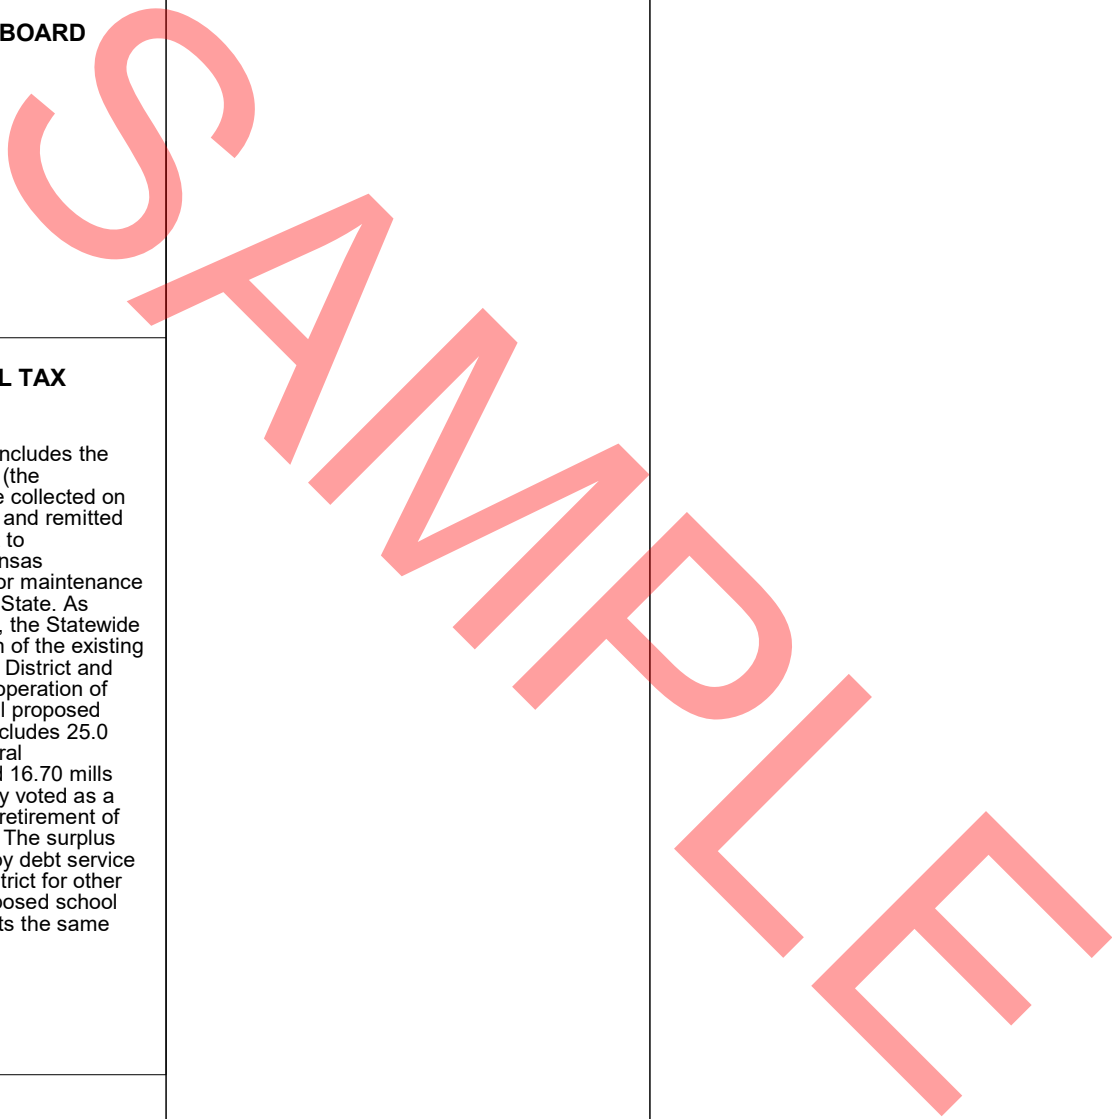 BOARD
SAMPLE
L TAX
ncludes the
(the
e collected on
and remitted
to
nsas
or maintenance
State. As
, the Statewide
n of the existing
District and
operation of
l proposed
cludes 25.0
ral
d 16.70 mills
y voted as a
retirement of
The surplus
by debt service
trict for other
posed school
ts the same